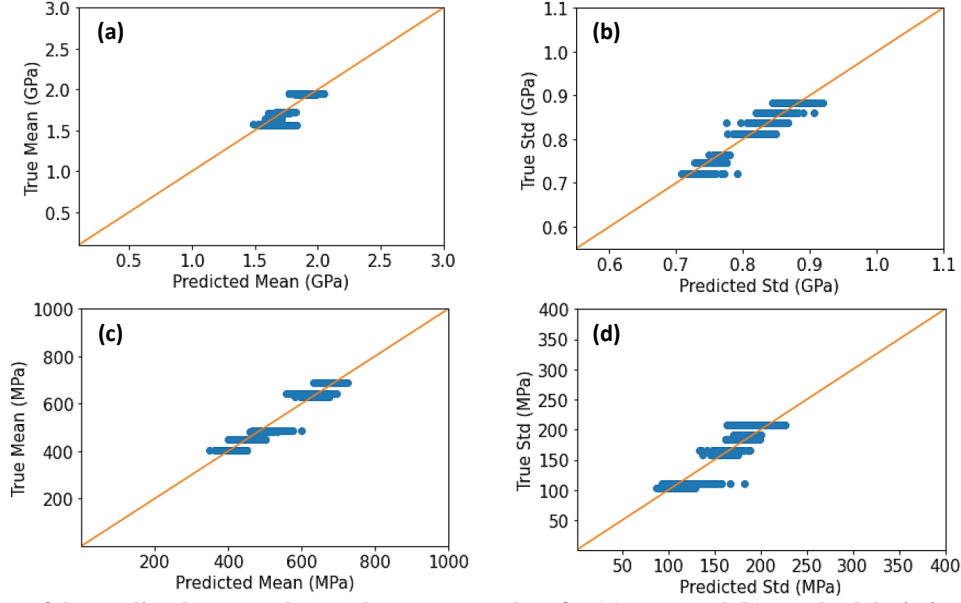 (a)
3.0
2.5
2.0
1.5
1.0
0.5
True Mean (GPa)
0.5 1.0 1.5 2.0 2.5 3.0
Predicted Mean (GPa)
(b)
1.1
1.0
0.9
0.8
0.7
0.6
True Std (GPa)
0.6 0.7 0.8 0.9 1.0 1.1
Predicted Std (GPa)
(c)
1000
800
600
400
200
True Mean (MPa)
200 400 600 800 1000
Predicted Mean (MPa)
(d)
400
350
300
250
200
150
100
50
True Std (MPa)
50 100 150 200 250 300 350 400
Predicted Std (MPa)